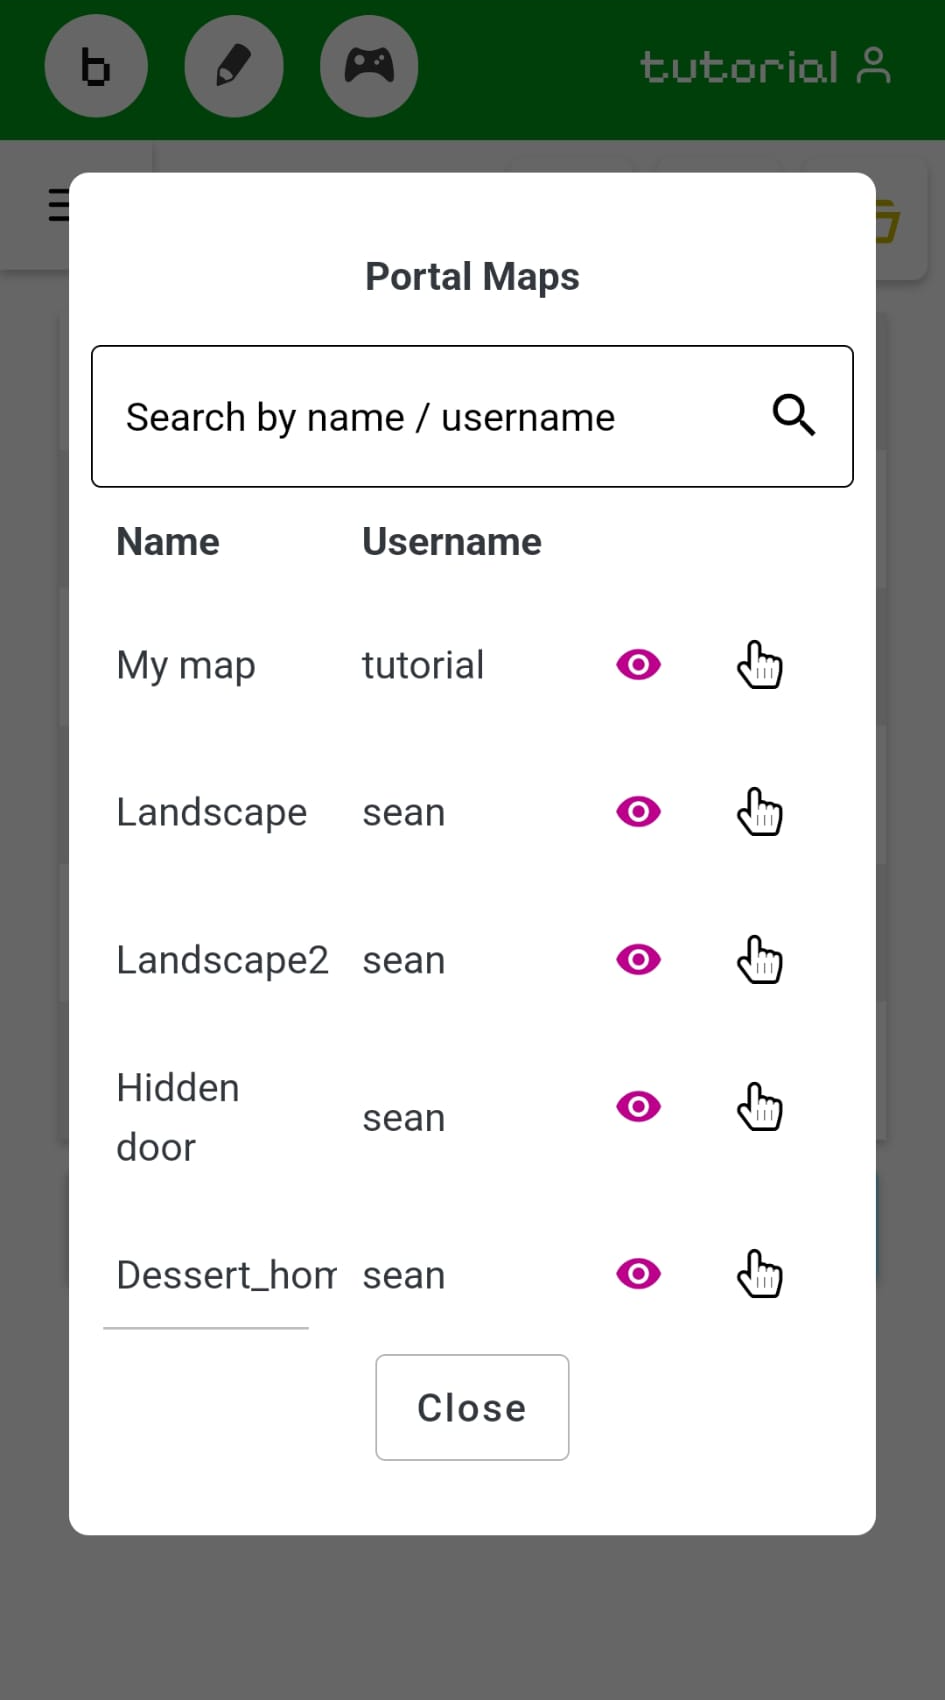 b
tutorial
Portal Maps
Search by name / username
Name Username
My map tutorial
Landscape sean
Landscape2 sean
Hidden
door sean
Dessert_hom sean
Close